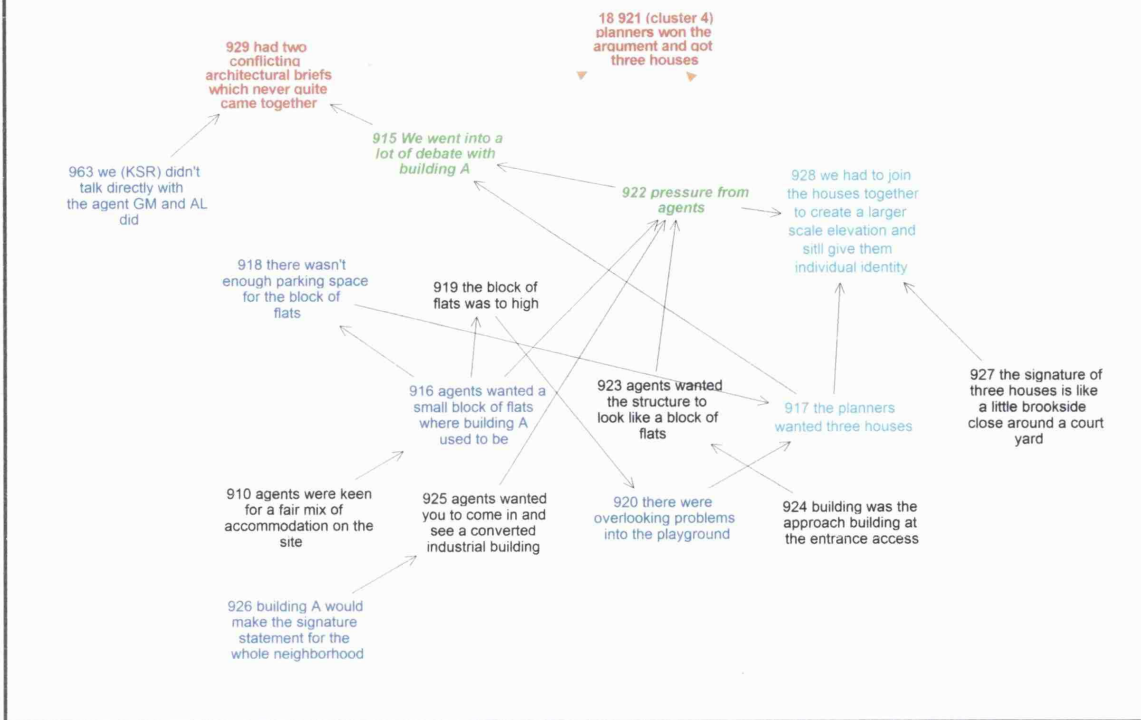 18 921 (cluster 4)
planners won the
argument and got
three houses
929 had two
conflicting
architectural briefs
which never quite
came together
915 We went into a
lot of debate with
building A
963 we (KSR) didn't
talk directly with
the agent GM and AL
did
922 pressure from
agents
928 we had to join
the houses together
to create a larger
scale elevation and
sitll give them
individual identity
918 there wasn't
enough parking space
for the block of
flats
919 the block of
flats was to high
916 agents wanted a
small block of flats
where building A
used to be
923 agents wanted
the structure to
look like a block of
flats
917 the planners
wanted three houses
927 the signature of
three houses is like
a little brookside
close around a court
yard
910 agents were keen
for a fair mix of
accommodation on the
site
925 agents wanted
you to come in and
see a converted
industrial building
920 there were
overlooking problems
into the playground
924 building was the
approach building at
the entrance access
926 building A would
make the signature
statement for the
whole neighborhood